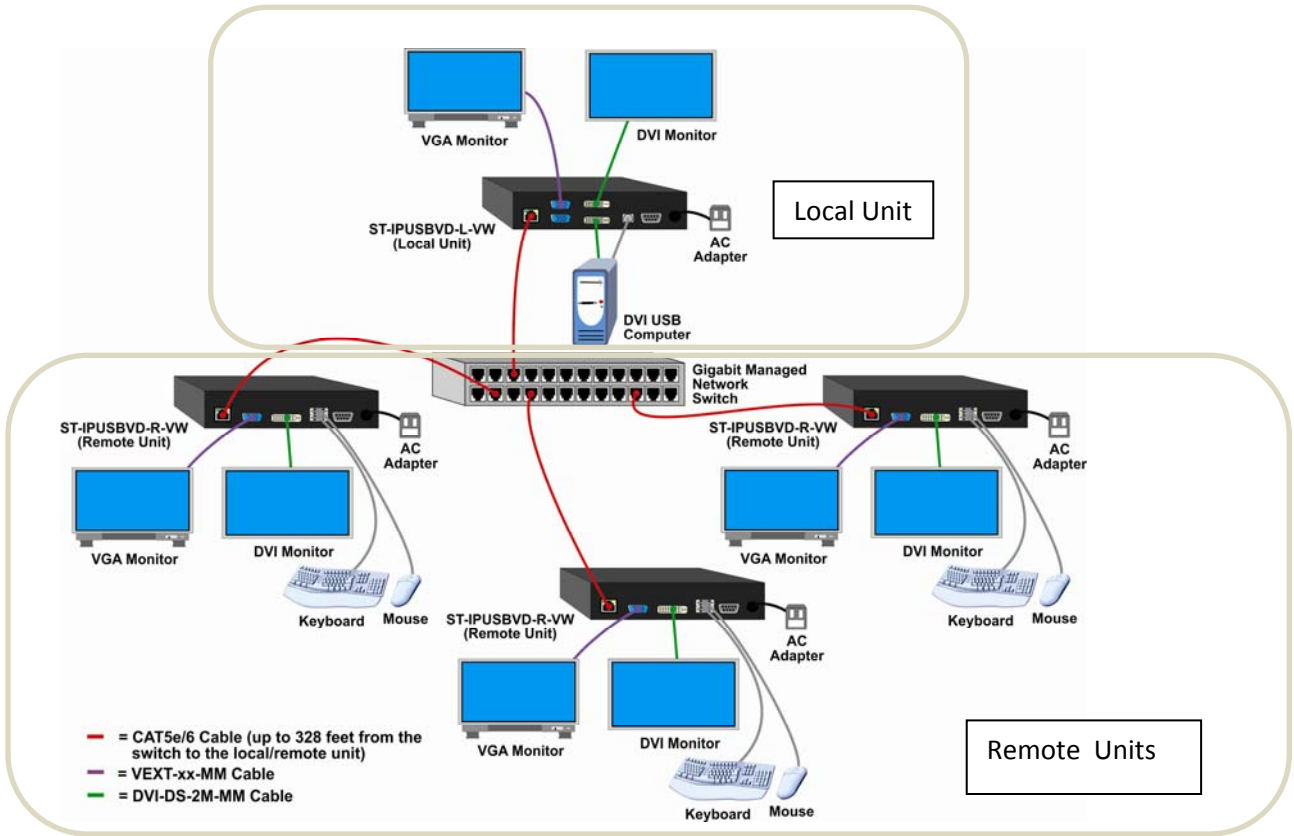 VGA Monitor
DVI Monitor
ST-IPUSBVD-L-VW
(Local Unit)
AC
Adapter
Local Unit
DVI USB
Computer
Gigabit Managed
Network
Switch
ST-IPUSBVD-R-VW
(Remote Unit)
AC
Adapter
VGA Monitor
DVI Monitor
Keyboard
Mouse
ST-IPUSBVD-R-VW
(Remote Unit)
AC
Adapter
VGA Monitor
DVI Monitor
Keyboard
Mouse
ST-IPUSBVD-R-VW
(Remote Unit)
AC
Adapter
VGA Monitor
DVI Monitor
Keyboard
Mouse
= CAT5e/6 Cable (up to 328 feet from the
switch to the local/remote unit)
= VEXT-xx-MM Cable
= DVI-DS-2M-MM Cable
Remote Units